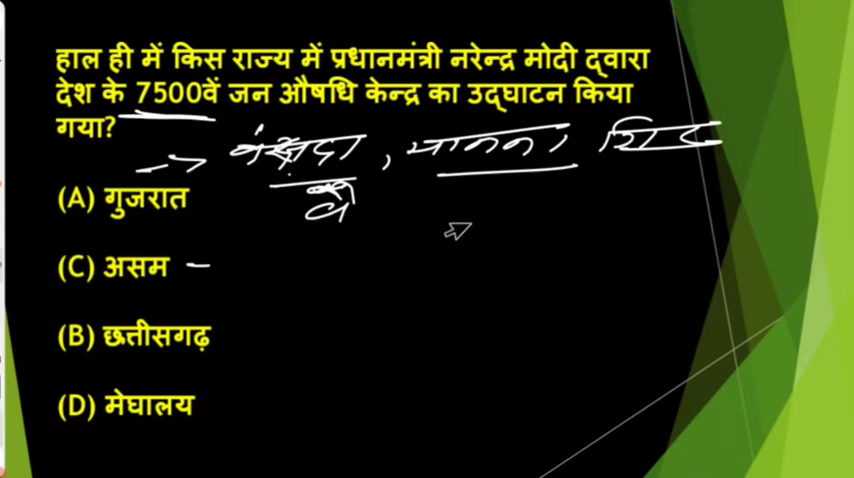 हाल ही में किस राज्य में प्रधानमंत्री नरेन्द्र मोदी द्वारा
देश के 7500वें जन औषधि केन्द्र का उद्घाटन किया
गया?
(A) गुजरात
(C) असम
(B) छत्तीसगढ़
(D) मेघालय